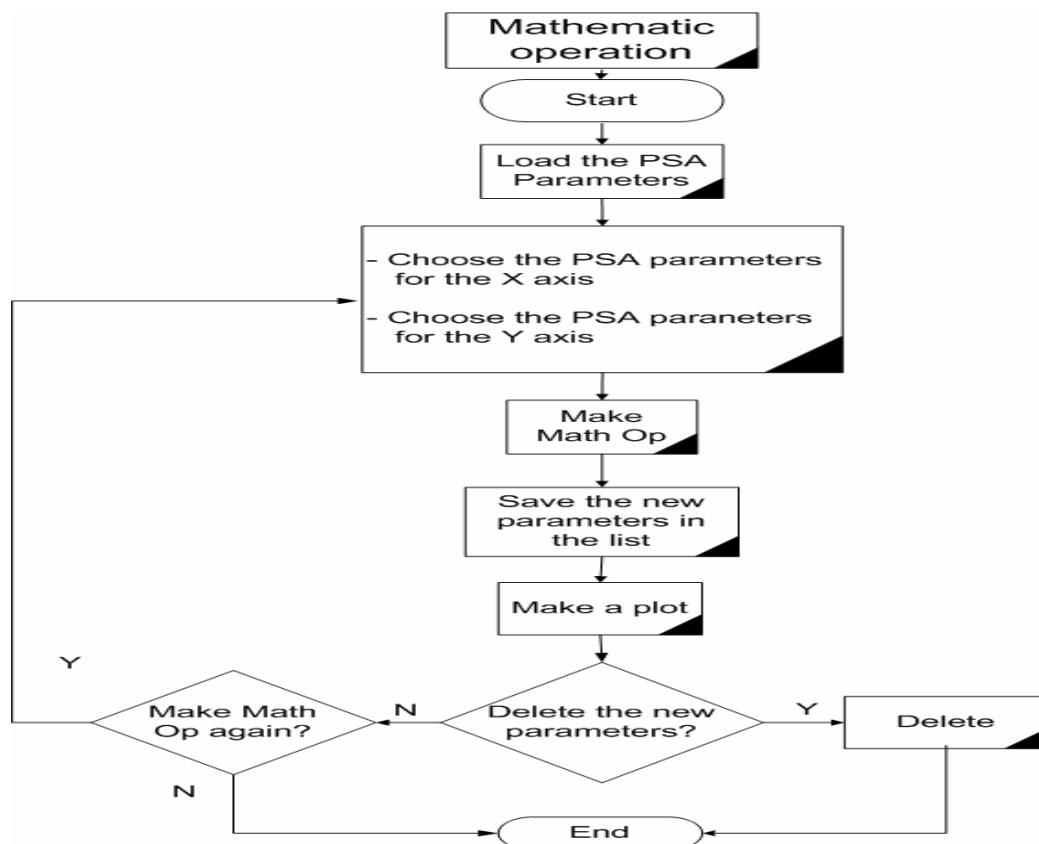 Mathematic
operation
Start
Load the PSA
Parameters
- Choose the PSA parameters
for the X axis
- Choose the PSA paraneters
for the Y axis
Make
Math Op
Save the new
parameters in
the list
Make a plot
Y
Make Math
Op again?
N
N
Delete the new
parameters?
Y
Delete
End